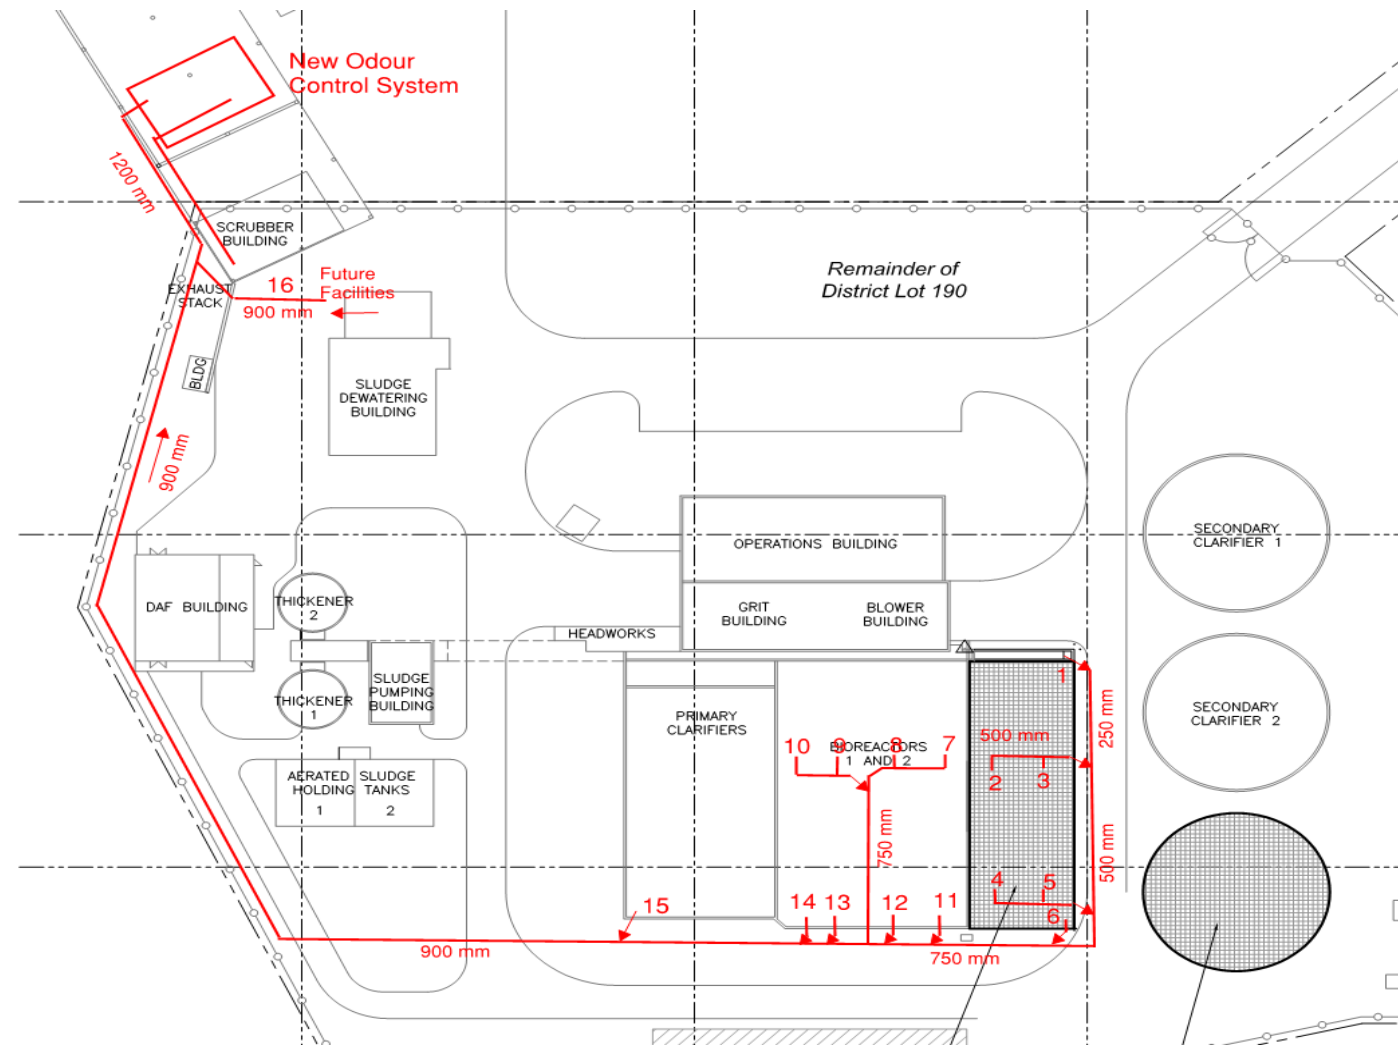 New Odour
Control System
1200 mm
SCRUBBER
BUILDING
EXHAUST
STACK
16
Future
Facilities
900 mm
Remainder of
District Lot 190
BLDG
SLUDGE
DEWATERING
BUILDING
900 mm
SECONDARY
CLARIFIER 1
OPERATIONS BUILDING
DAF BUILDING
THICKENER
2
GRIT
BUILDING
BLOWER
BUILDING
HEADWORKS
1
SLUDGE
PUMPING
BUILDING
THICKENER
1
PRIMARY
CLARIFIERS
250 mm
SECONDARY
CLARIFIER 2
500 mm
10
9
8
7
BIOREACTORS
1 AND 2
2
3
AERATED
HOLDING
1
SLUDGE
TANKS
2
750 mm
500 mm
4
5
6
15
14
13
12
11
900 mm
750 mm